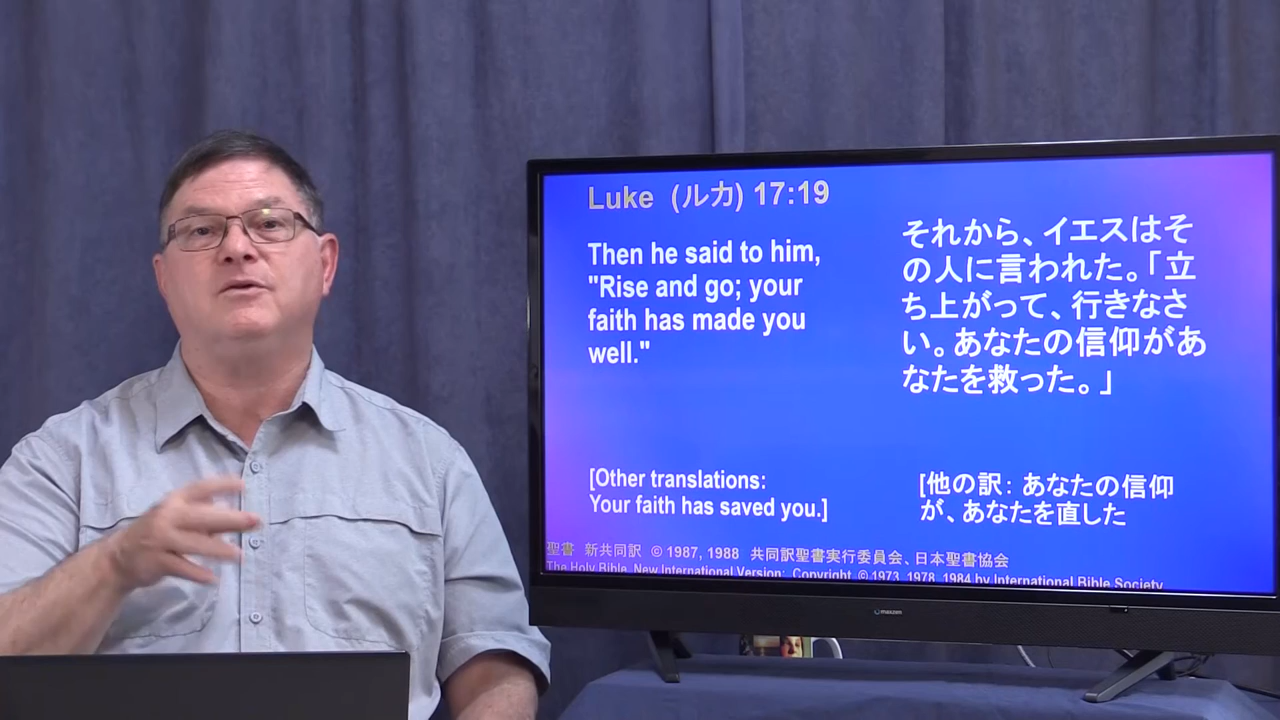 Luke (ルカ) 17:19
Then he said to him,
"Rise and go; your
faith has made you
well."
それから、イエスはそ
の人に言われた。「立
ち上がって、行きなさ
い。あなたの信仰があ
なたを救った。」
[Other translations:
Your faith has saved you.]
[他の訳: あなたの信仰
が、あなたを直した
聖書 新共同訳 © 1987, 1988 共同訳聖書実行委員会、日本聖書協会
The Holy Bible, New International Version; Copyright © 1973, 1978, 1984 by International Bible Society
maxzen